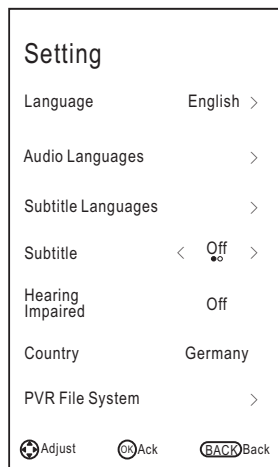 Setting
Language English >
Audio Languages >
Subtitle Languages >
Subtitle < Off >
Hearing
Impaired Off
Country Germany
PVR File System >
Adjust OK Ack BACK Back